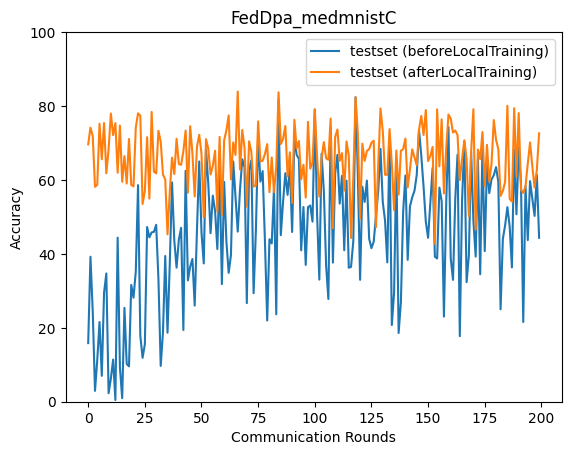 FedDpa_medmnistC
testset (beforeLocalTraining)
testset (afterLocalTraining)
100
80
60
40
20
0
Accuracy
0 25 50 75 100 125 150 175 200
Communication Rounds